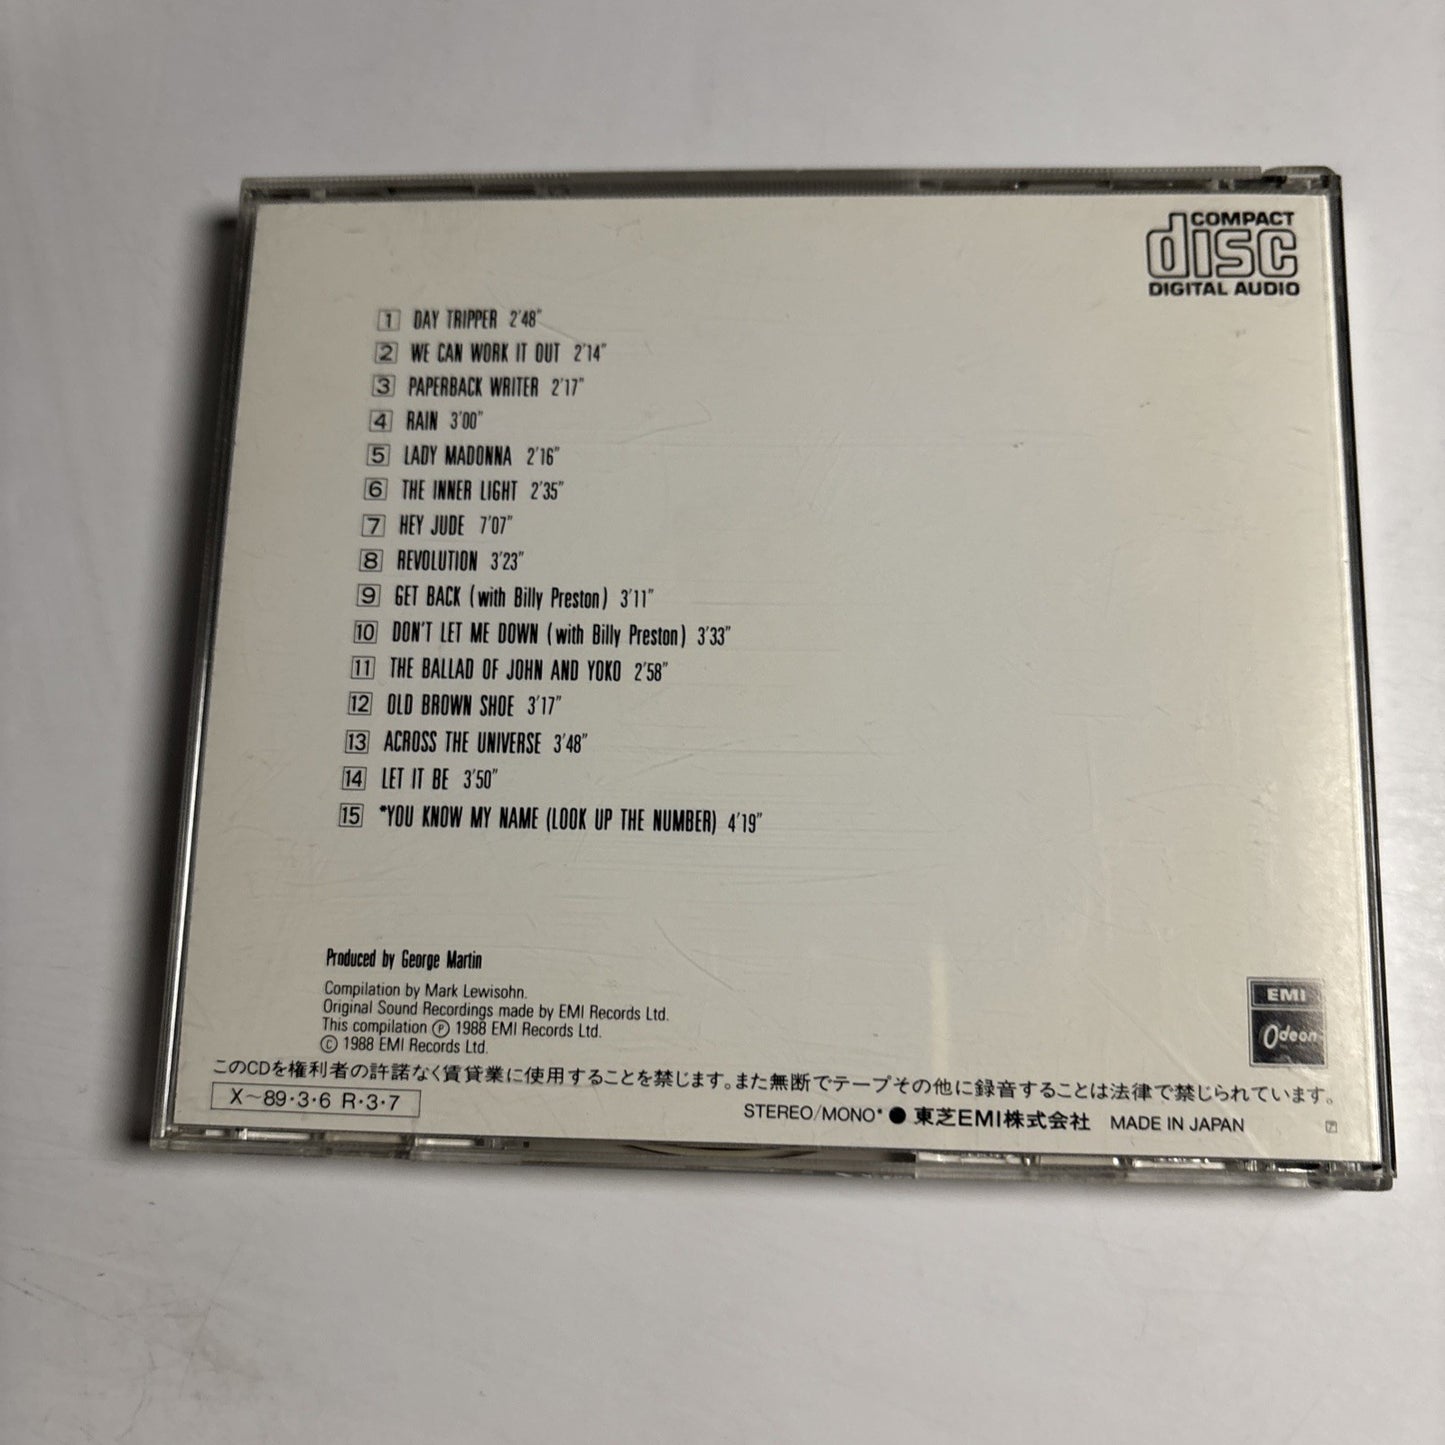 COMPACT
disc
DIGITAL AUDIO
1 DAY TRIPPER 2'48"
2 WE CAN WORK IT OUT 2'14"
3 PAPERBACK WRITER 2'17"
4 RAIN 3'00"
5 LADY MADONNA 2'16"
6 THE INNER LIGHT 2'35"
7 HEY JUDE 7'07"
8 REVOLUTION 3'23"
9 GET BACK (with Billy Preston) 3'11"
10 DON'T LET ME DOWN (with Billy Preston) 3'33"
11 THE BALLAD OF JOHN AND YOKO 2'58"
12 OLD BROWN SHOE 3'17"
13 ACROSS THE UNIVERSE 3'48"
14 LET IT BE 3'50"
15 *YOU KNOW MY NAME (LOOK UP THE NUMBER) 4'19"
Produced by George Martin
Compilation by Mark Lewisohn.
Original Sound Recordings made by EMI Records Ltd.
This compilation Ⓟ 1988 EMI Records Ltd.
© 1988 EMI Records Ltd.
EMI
Odeon
このCDを権利者の許諾なく賃貸業に使用することを禁じます。また無断でテープその他に録音することは法律で禁じられています。
X〜89・3・6 R・3・7
STEREO/MONO* ● 東芝EMI株式会社 MADE IN JAPAN